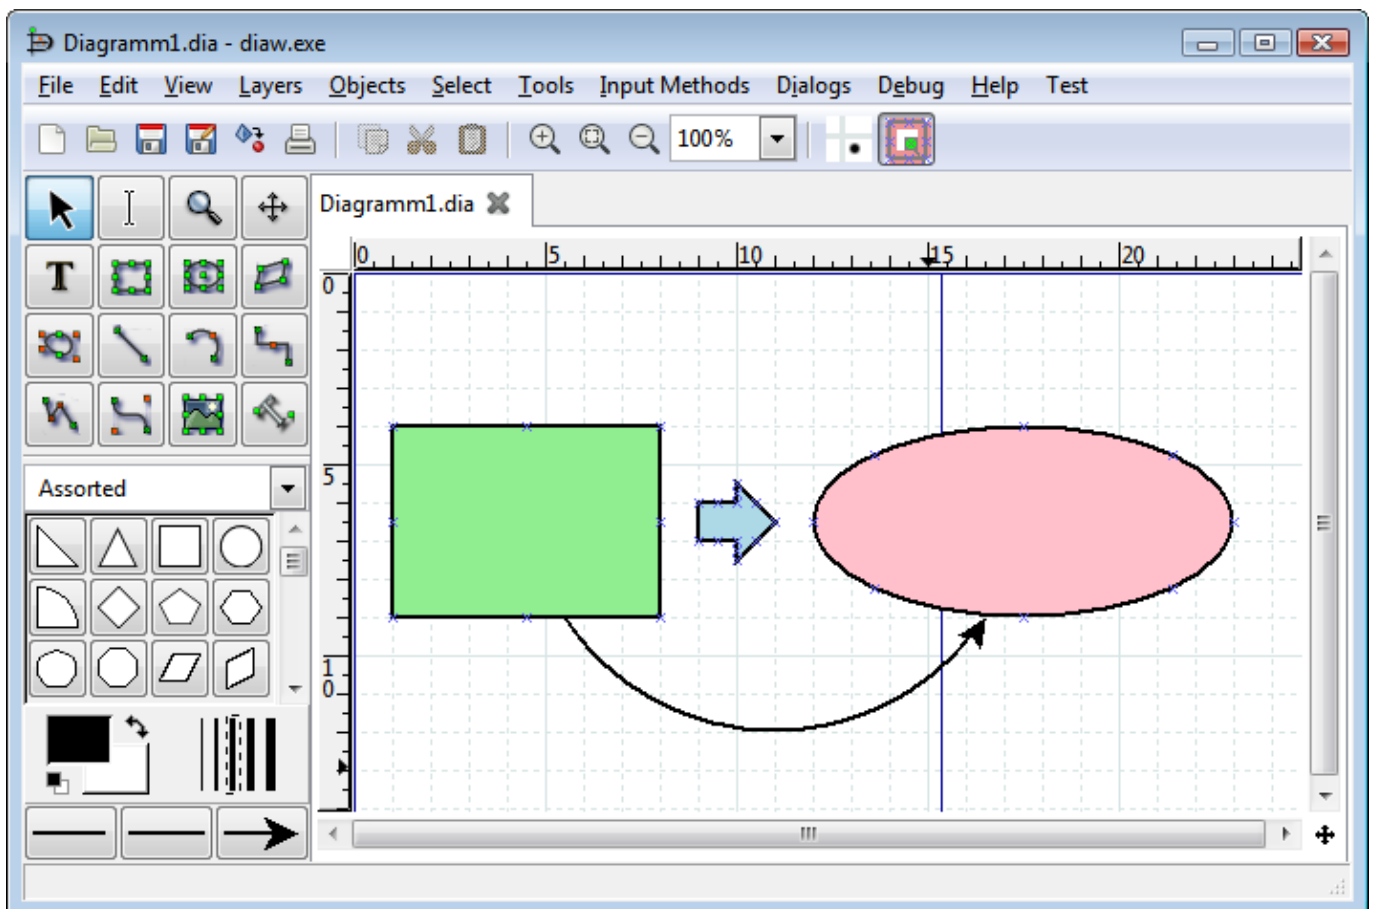 Diagramm1.dia - diaw.exe
File Edit View Layers Objects Select Tools Input Methods Dialogs Debug Help Test
100%
Diagramm1.dia
0 5 10 15 20
T
0
5
10
Assorted